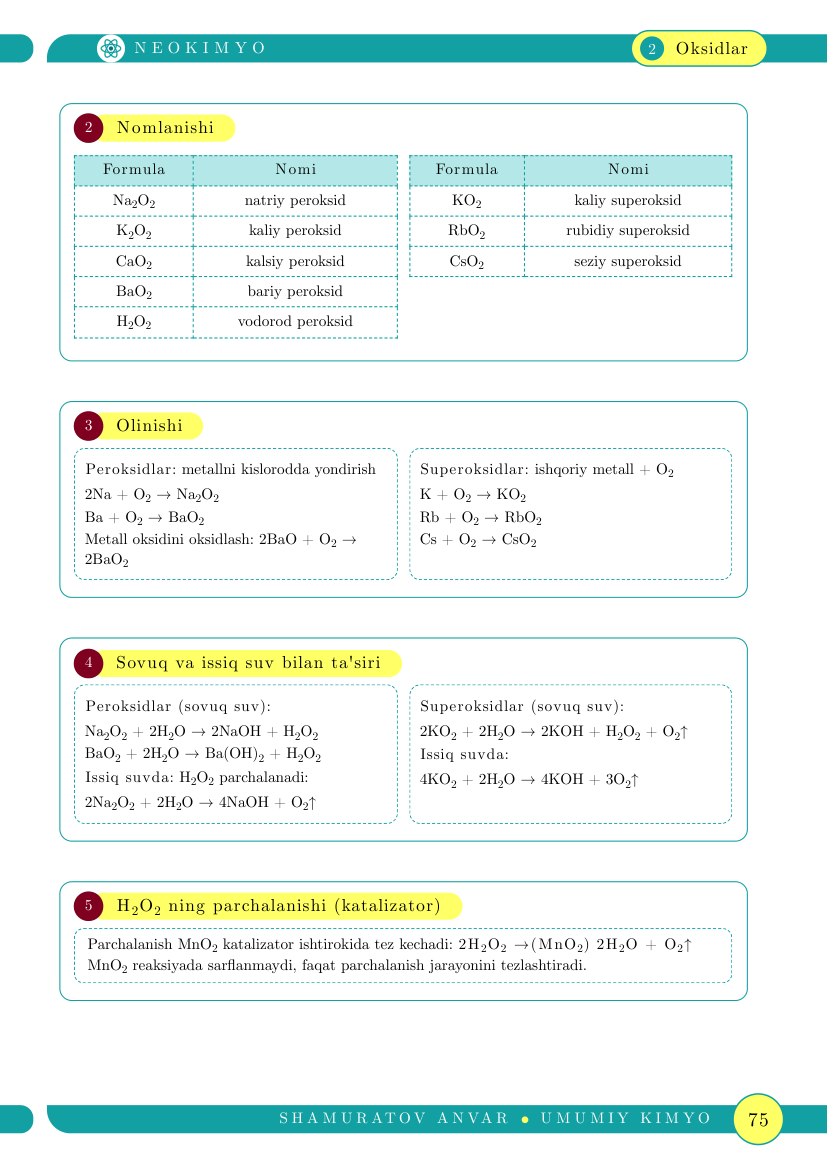 NEOKIMYO
2 Oksidlar
2 Nomlanishi
Formula Nomi
Na₂O₂ natriy peroksid
K₂O₂ kaliy peroksid
CaO₂ kalsiy peroksid
BaO₂ bariy peroksid
H₂O₂ vodorod peroksid
Formula Nomi
KO₂ kaliy superoksid
RbO₂ rubidiy superoksid
CsO₂ seziy superoksid
3 Olinishi
Peroksidlar: metallni kislorodda yondirish
2Na + O₂ → Na₂O₂
Ba + O₂ → BaO₂
Metall oksidini oksidlash: 2BaO + O₂ →
2BaO₂
Superoksidlar: ishqoriy metall + O₂
K + O₂ → KO₂
Rb + O₂ → RbO₂
Cs + O₂ → CsO₂
4 Sovuq va issiq suv bilan ta'siri
Peroksidlar (sovuq suv):
Na₂O₂ + 2H₂O → 2NaOH + H₂O₂
BaO₂ + 2H₂O → Ba(OH)₂ + H₂O₂
Issiq suvda: H₂O₂ parchalanadi:
2Na₂O₂ + 2H₂O → 4NaOH + O₂↑
Superoksidlar (sovuq suv):
2KO₂ + 2H₂O → 2KOH + H₂O₂ + O₂↑
Issiq suvda:
4KO₂ + 2H₂O → 4KOH + 3O₂↑
5 H₂O₂ ning parchalanishi (katalizator)
Parchalanish MnO₂ katalizator ishtirokida tez kechadi: 2H₂O₂ →(MnO₂) 2H₂O + O₂↑
MnO₂ reaksiyada sarflanmaydi, faqat parchalanish jarayonini tezlashtiradi.
SHAMURATOV ANVAR • UMUMIY KIMYO
75